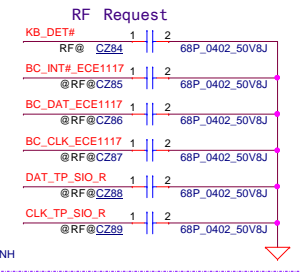 RF Request
KB_DET# 1 2
RF@ CZ84 68P_0402_50V8J
BC_INT#_ECE1117 1 2
@RF@CZ85 68P_0402_50V8J
BC_DAT_ECE1117 1 2
@RF@CZ86 68P_0402_50V8J
BC_CLK_ECE1117 1 2
@RF@CZ87 68P_0402_50V8J
DAT_TP_SIO_R 1 2
@RF@CZ88 68P_0402_50V8J
CLK_TP_SIO_R 1 2
@RF@CZ89 68P_0402_50V8J
NH